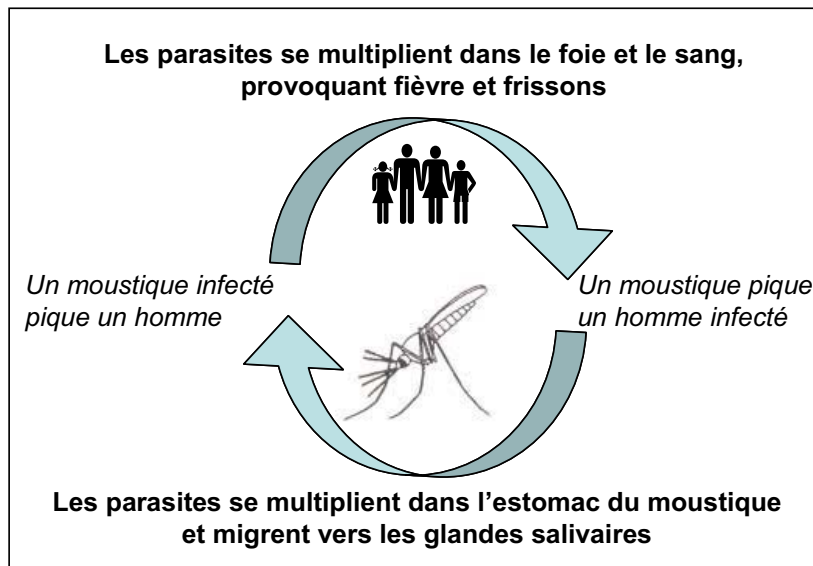 Les parasites se multiplient dans le foie et le sang,
provoquant fièvre et frissons
Un moustique infecté
pique un homme
Un moustique pique
un homme infecté
Les parasites se multiplient dans l’estomac du moustique
et migrent vers les glandes salivaires